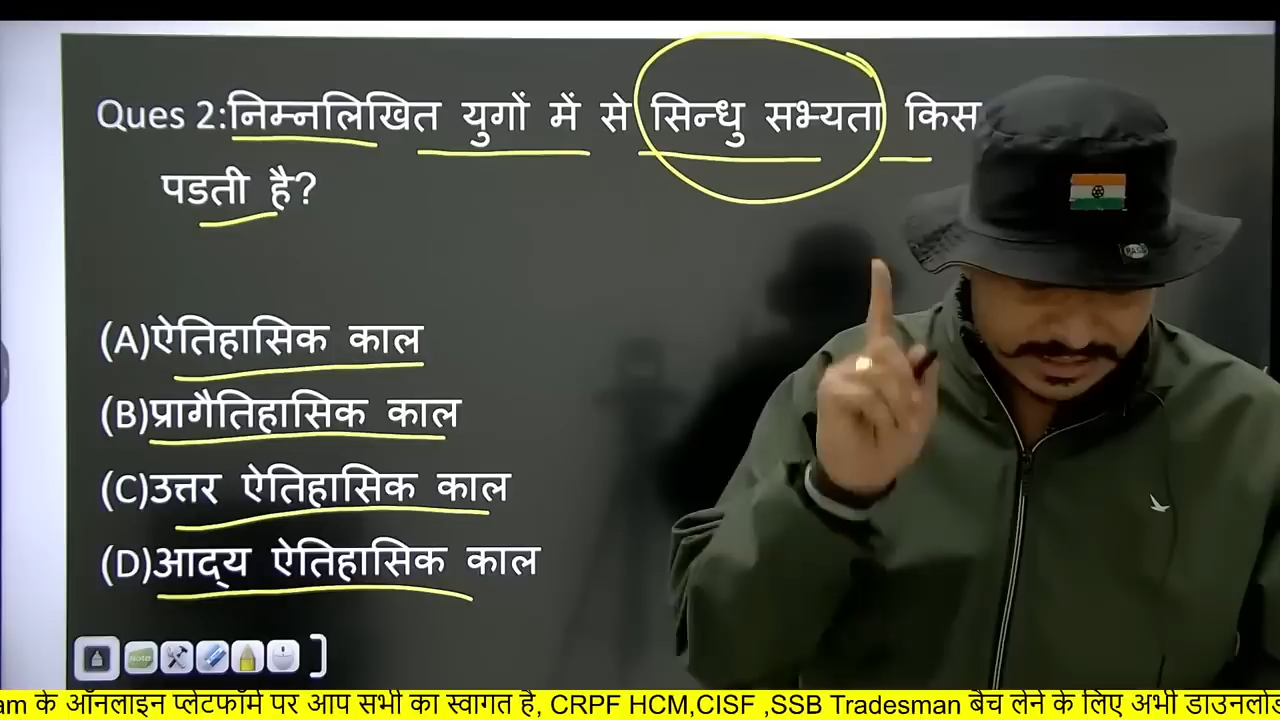 Ques 2:निम्नलिखित युगों में से सिन्धु सभ्यता किस
पडती है?
(A)ऐतिहासिक काल
(B)प्रागैतिहासिक काल
(C)उत्तर ऐतिहासिक काल
(D)आद्य ऐतिहासिक काल
Note
am के ऑनलाइन प्लेटफॉर्म पर आप सभी का स्वागत है, CRPF HCM,CISF ,SSB Tradesman बैच लेने के लिए अभी डाउनलोड